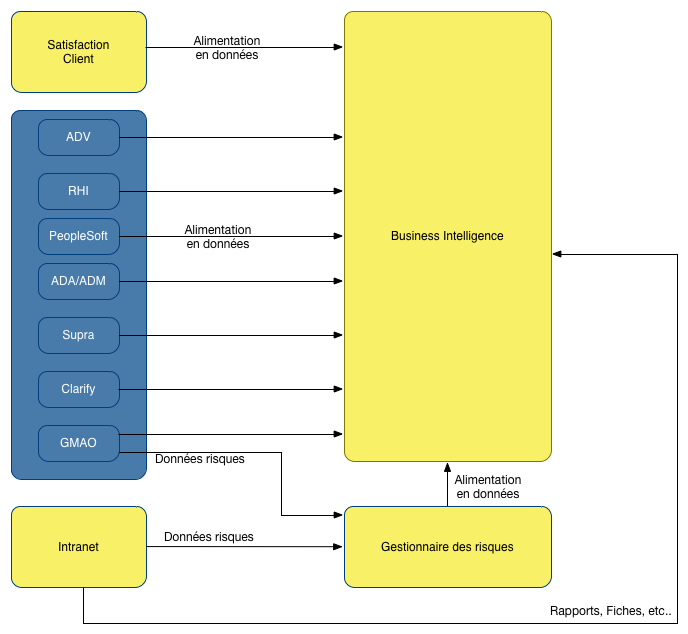 Satisfaction
Client
Alimentation
en données
ADV
RHI
PeopleSoft
Alimentation
en données
Business Intelligence
ADA/ADM
Supra
Clarify
GMAO
Données risques
Alimentation
en données
Intranet
Données risques
Gestionnaire des risques
Rapports, Fiches, etc..